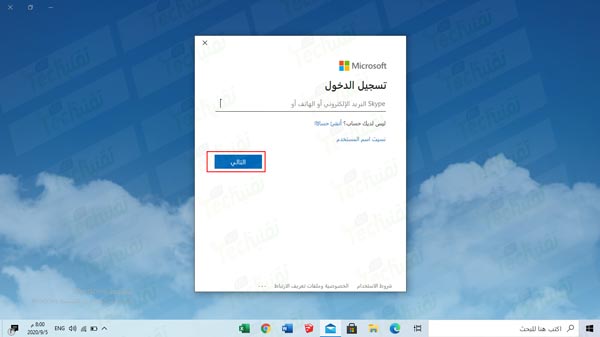 Microsoft
تسجيل الدخول
البريد الإلكتروني أو الهاتف أو Skype
ليس لديك حساب؟ أنشئ حسابًا!
نسيت اسم المستخدم
التالي
شروط الاستخدام الخصوصية وملفات تعريف الارتباط ...
اكتب هنا للبحث
ENG
8:00 م
2020/9/5